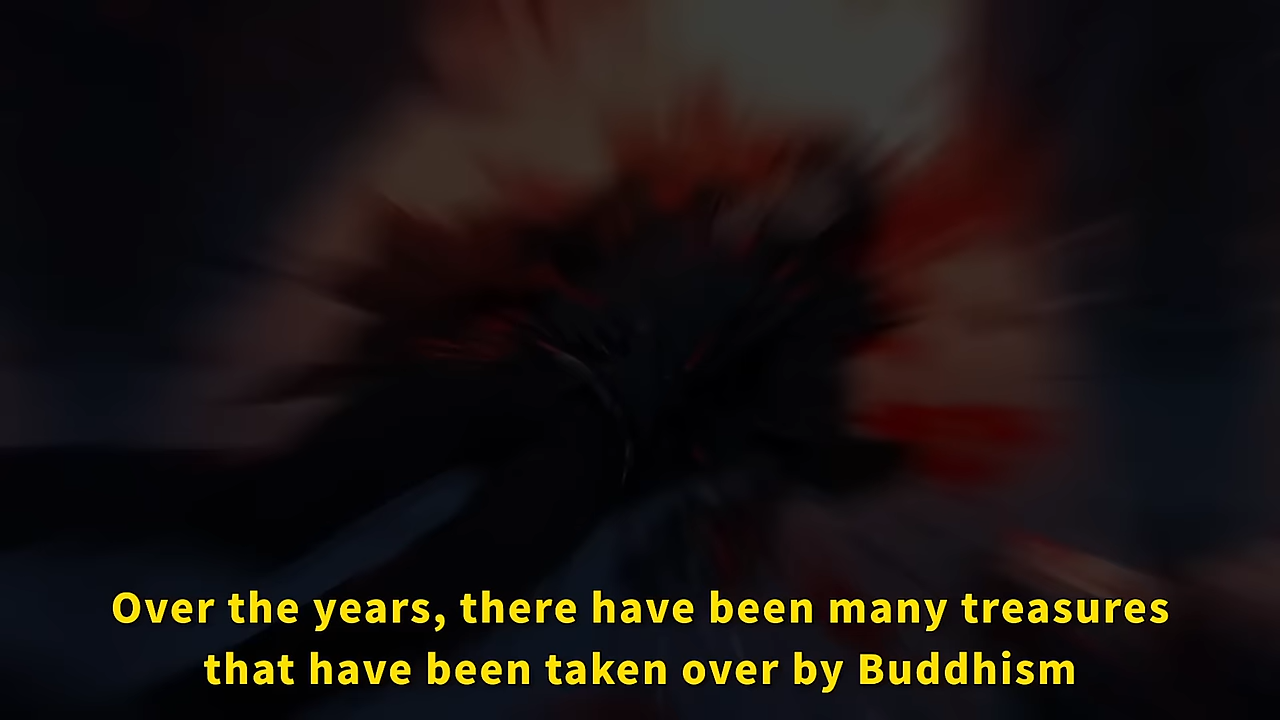 Over the years, there have been many treasures
that have been taken over by Buddhism